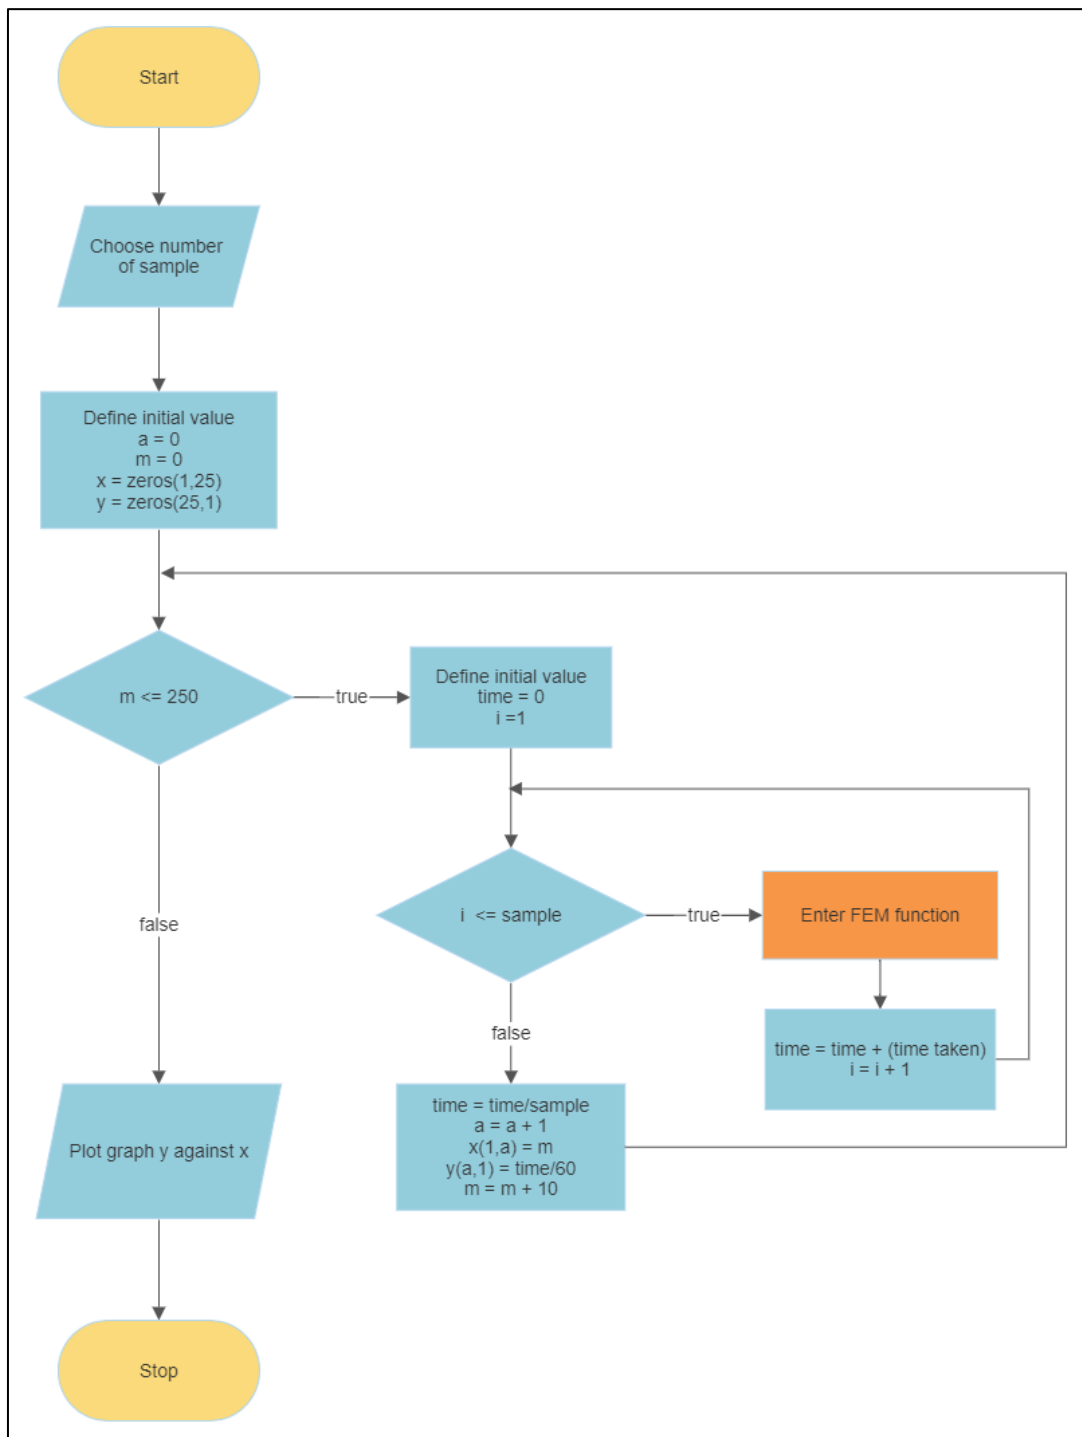 Start
Choose number
of sample
Define initial value
a = 0
m = 0
x = zeros(1,25)
y = zeros(25,1)
m <= 250
true
Define initial value
time = 0
i =1
i <= sample
true
Enter FEM function
time = time + (time taken)
i = i + 1
false
time = time/sample
a = a + 1
x(1,a) = m
y(a,1) = time/60
m = m + 10
false
Plot graph y against x
Stop